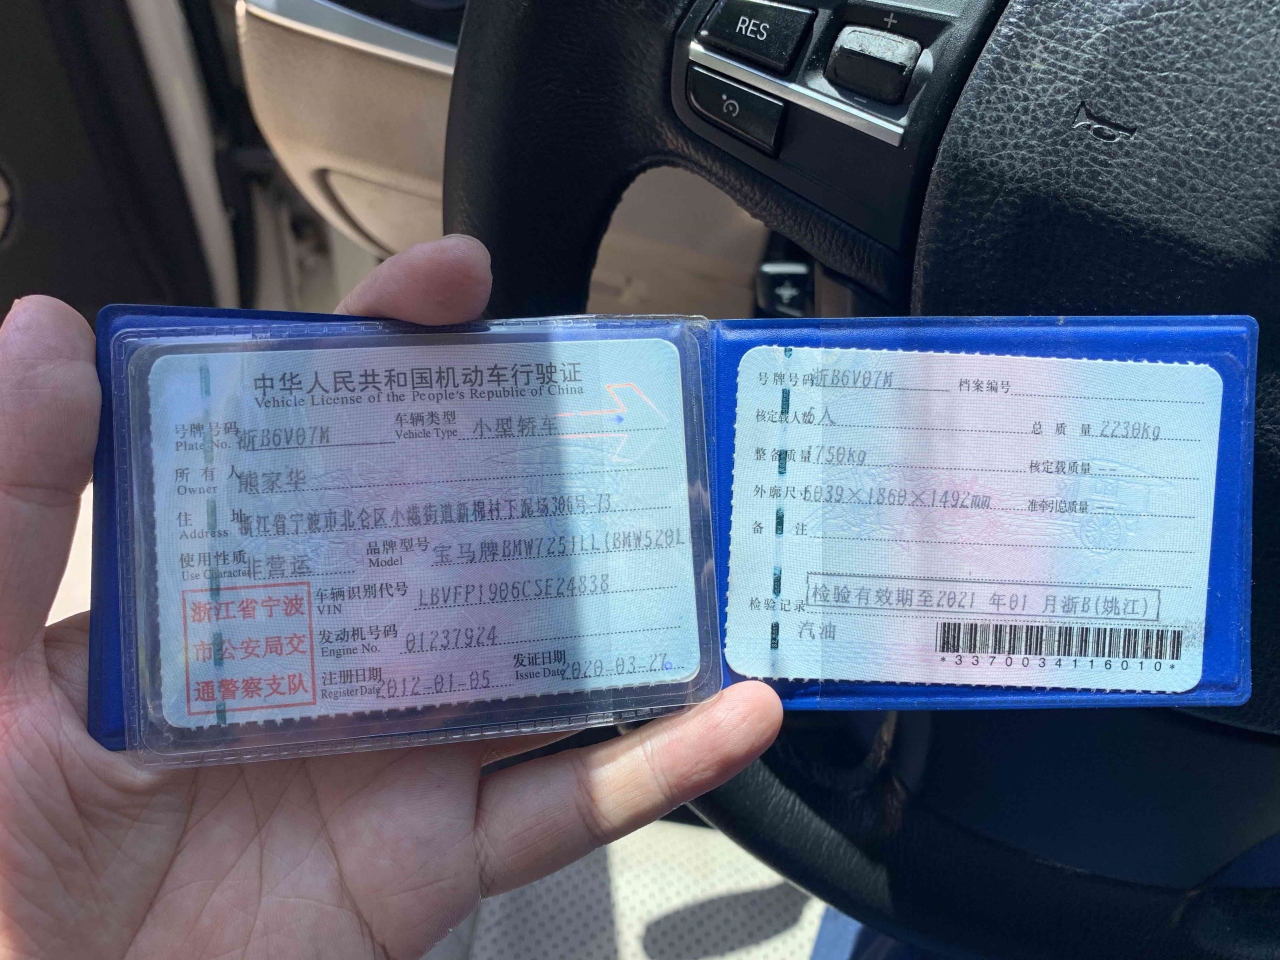 RES
+
中华人民共和国机动车行驶证
Vehicle License of the People's Republic of China
号牌号码 浙B6V07M 车辆类型 小型轿车
Plate No. Vehicle Type
所有人 熊家华
Owner
住址 浙江省宁波市北仑区小港街道新棉村下泥场306号-73
Address
使用性质 非营运 品牌型号 宝马牌BMW7251LL(BMW520L
Use Character Model
浙江省宁波
市公安局交
通警察支队
车辆识别代号 LBVFP1906CSE24838
VIN
发动机号码 01237924
Engine No.
注册日期 2012-01-05 发证日期 2020-03-27
Register Date Issue Date
号牌号码 浙B6V07M 档案编号
核定载人数 5人 总质量 2230kg
整备质量 1750kg 核定载质量 --
外廓尺寸 5039×1860×1492mm 准牵引总质量 --
备注
检验记录 检验有效期至2021 年01 月浙B(姚江)
汽油
*3370034116010*